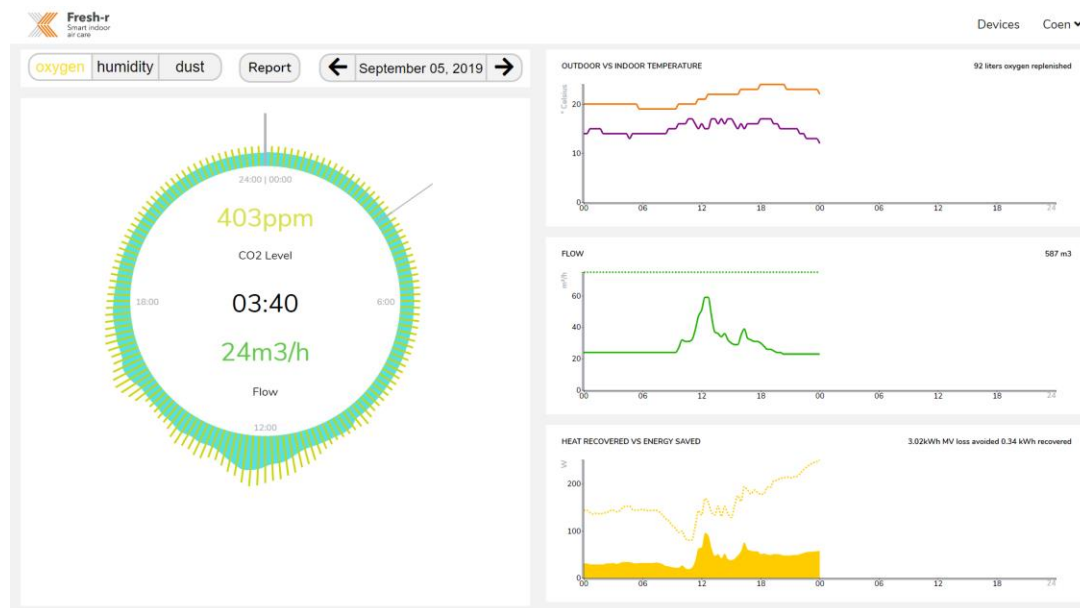 Fresh-r
Smart indoor
air care
Devices Coen
oxygen humidity dust Report September 05, 2019
24:00 | 00:00
403ppm
CO2 Level
18:00 03:40 6:00
24m3/h
Flow
12:00
OUTDOOR VS INDOOR TEMPERATURE 92 liters oxygen replenished
° Celsius
20
10
0
00 06 12 18 00 06 12 18 24
FLOW 587 m3
m³/h
60
40
20
0
00 06 12 18 00 06 12 18 24
HEAT RECOVERED VS ENERGY SAVED 3.02kWh MV loss avoided 0.34 kWh recovered
W
200
100
0
00 06 12 18 00 06 12 18 24